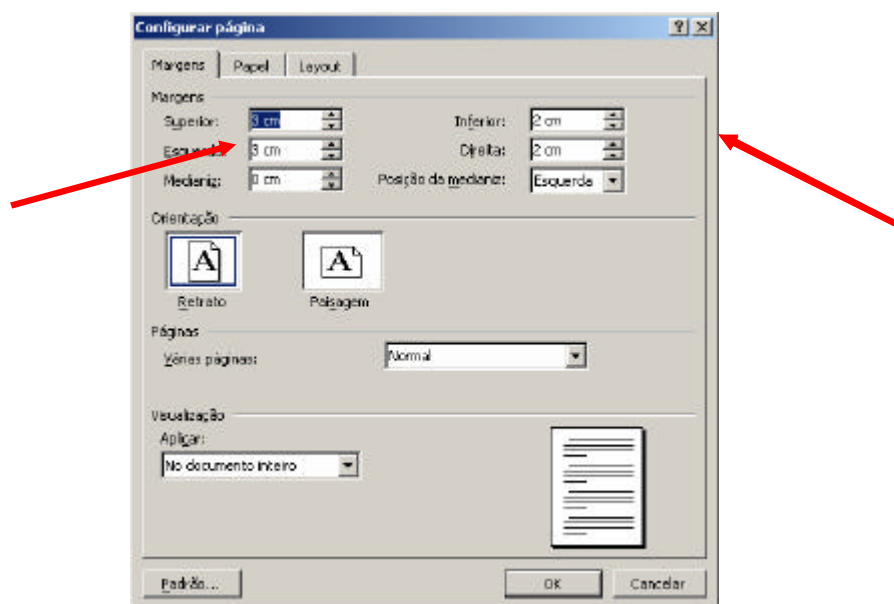 Configurar página
Margens Papel Layout
Margens
Superior: 3 cm Inferior: 2 cm
Esquerda: 3 cm Direita: 2 cm
Medianiz: 0 cm Posição da medianiz: Esquerda
Orientação
A A
Retrato Paisagem
Páginas
Várias páginas: Normal
Visualização
Aplicar:
No documento inteiro
Padrão... OK Cancelar